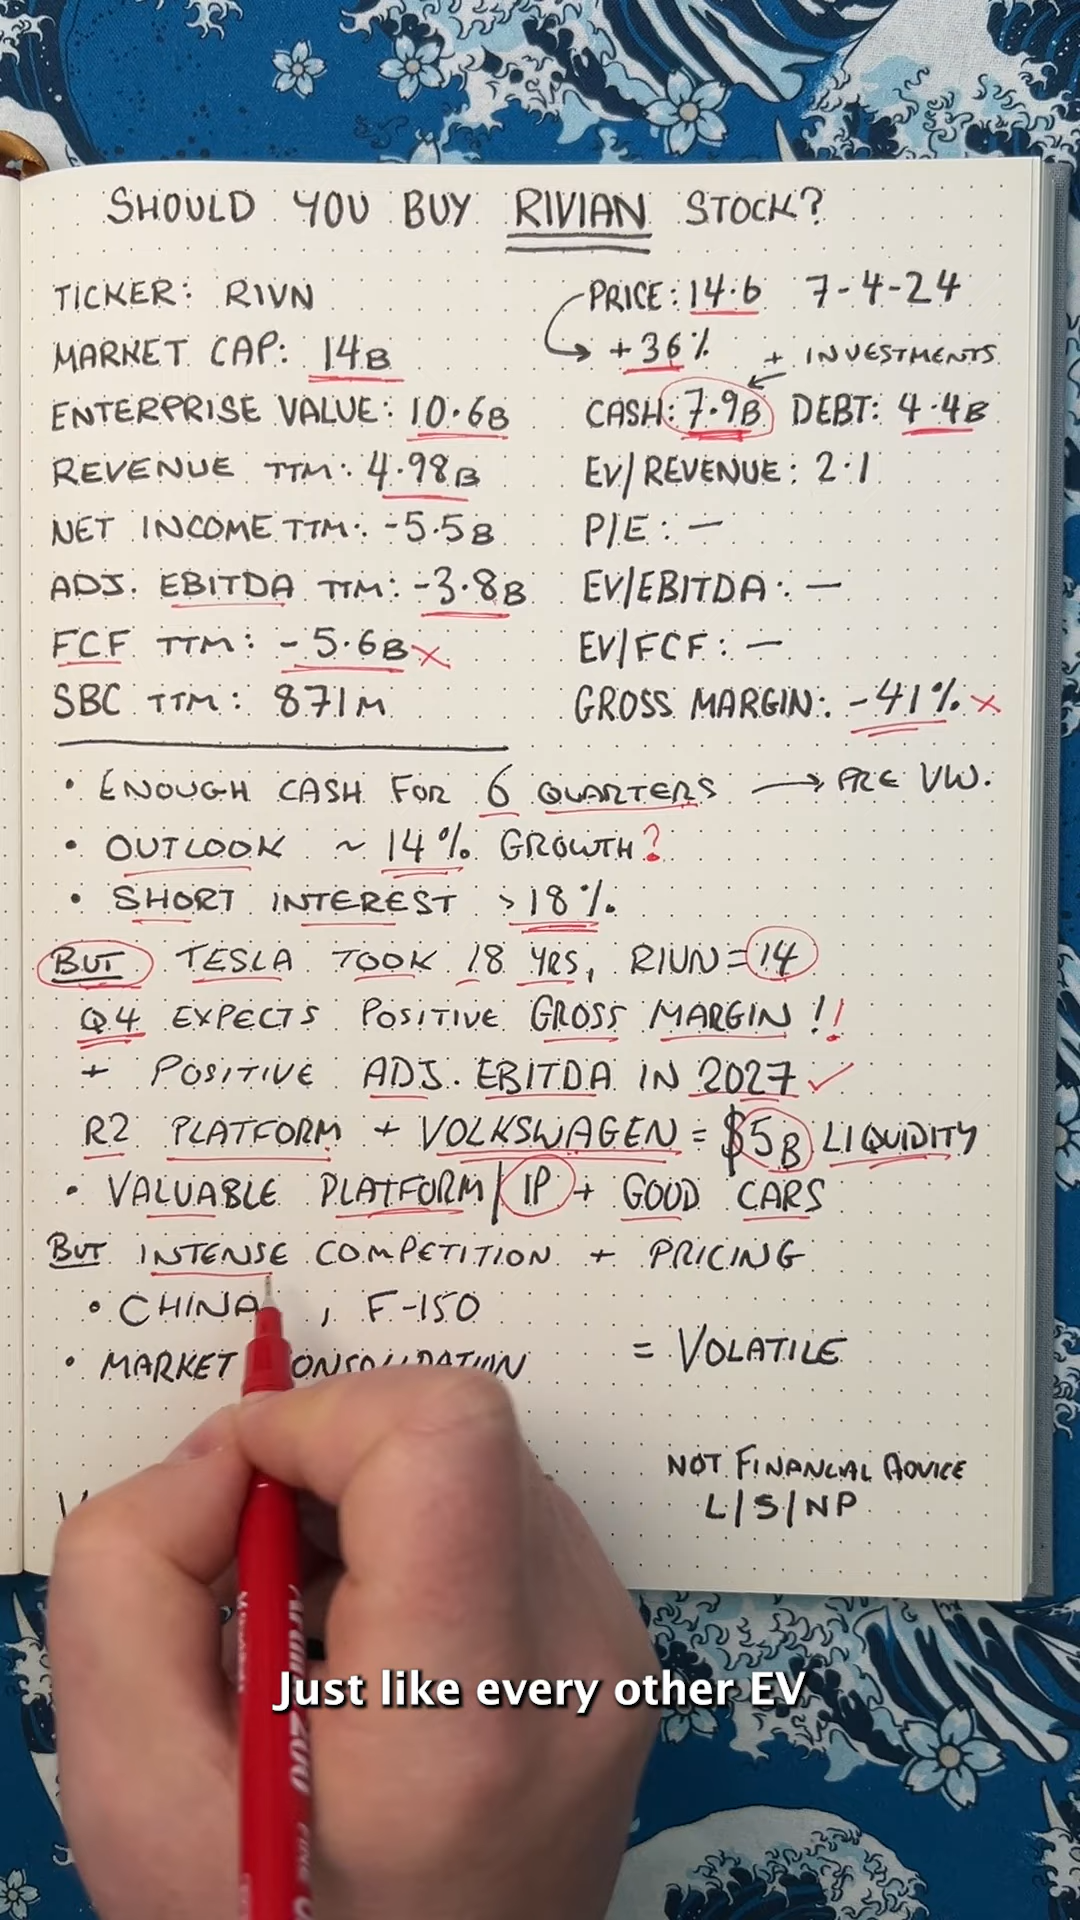 SHOULD YOU BUY RIVIAN STOCK?
TICKER: RIVN
PRICE: 14.6 7-4-24
MARKET CAP: 14B
+36% + INVESTMENTS
ENTERPRISE VALUE: 10.6B
CASH: 7.9B DEBT: 4.4B
REVENUE TTM: 4.98B
EV/REVENUE: 2:1
NET INCOME TTM: -5.5B
P/E: —
ADJ. EBITDA TTM: -3.8B
EV/EBITDA: —
FCF TTM: -5.6B X
EV/FCF: —
SBC TTM: 871M
GROSS MARGIN: -41% X
• ENOUGH CASH FOR 6 QUARTERS → PRE VW.
• OUTLOOK ~ 14% GROWTH?
• SHORT INTEREST >18%
BUT TESLA TOOK 18 YRS, RIVN=14
Q4 EXPECTS POSITIVE GROSS MARGIN !!
+ POSITIVE ADJ. EBITDA IN 2027 ✓
R2 PLATFORM + VOLKSWAGEN = $5B LIQUIDITY
• VALUABLE PLATFORM/IP + GOOD CARS
BUT INTENSE COMPETITION + PRICING
• CHINA, F-150
• MARKET CONSOLIDATION
= VOLATILE
NOT FINANCIAL ADVICE
L/S/NP
Just like every other EV